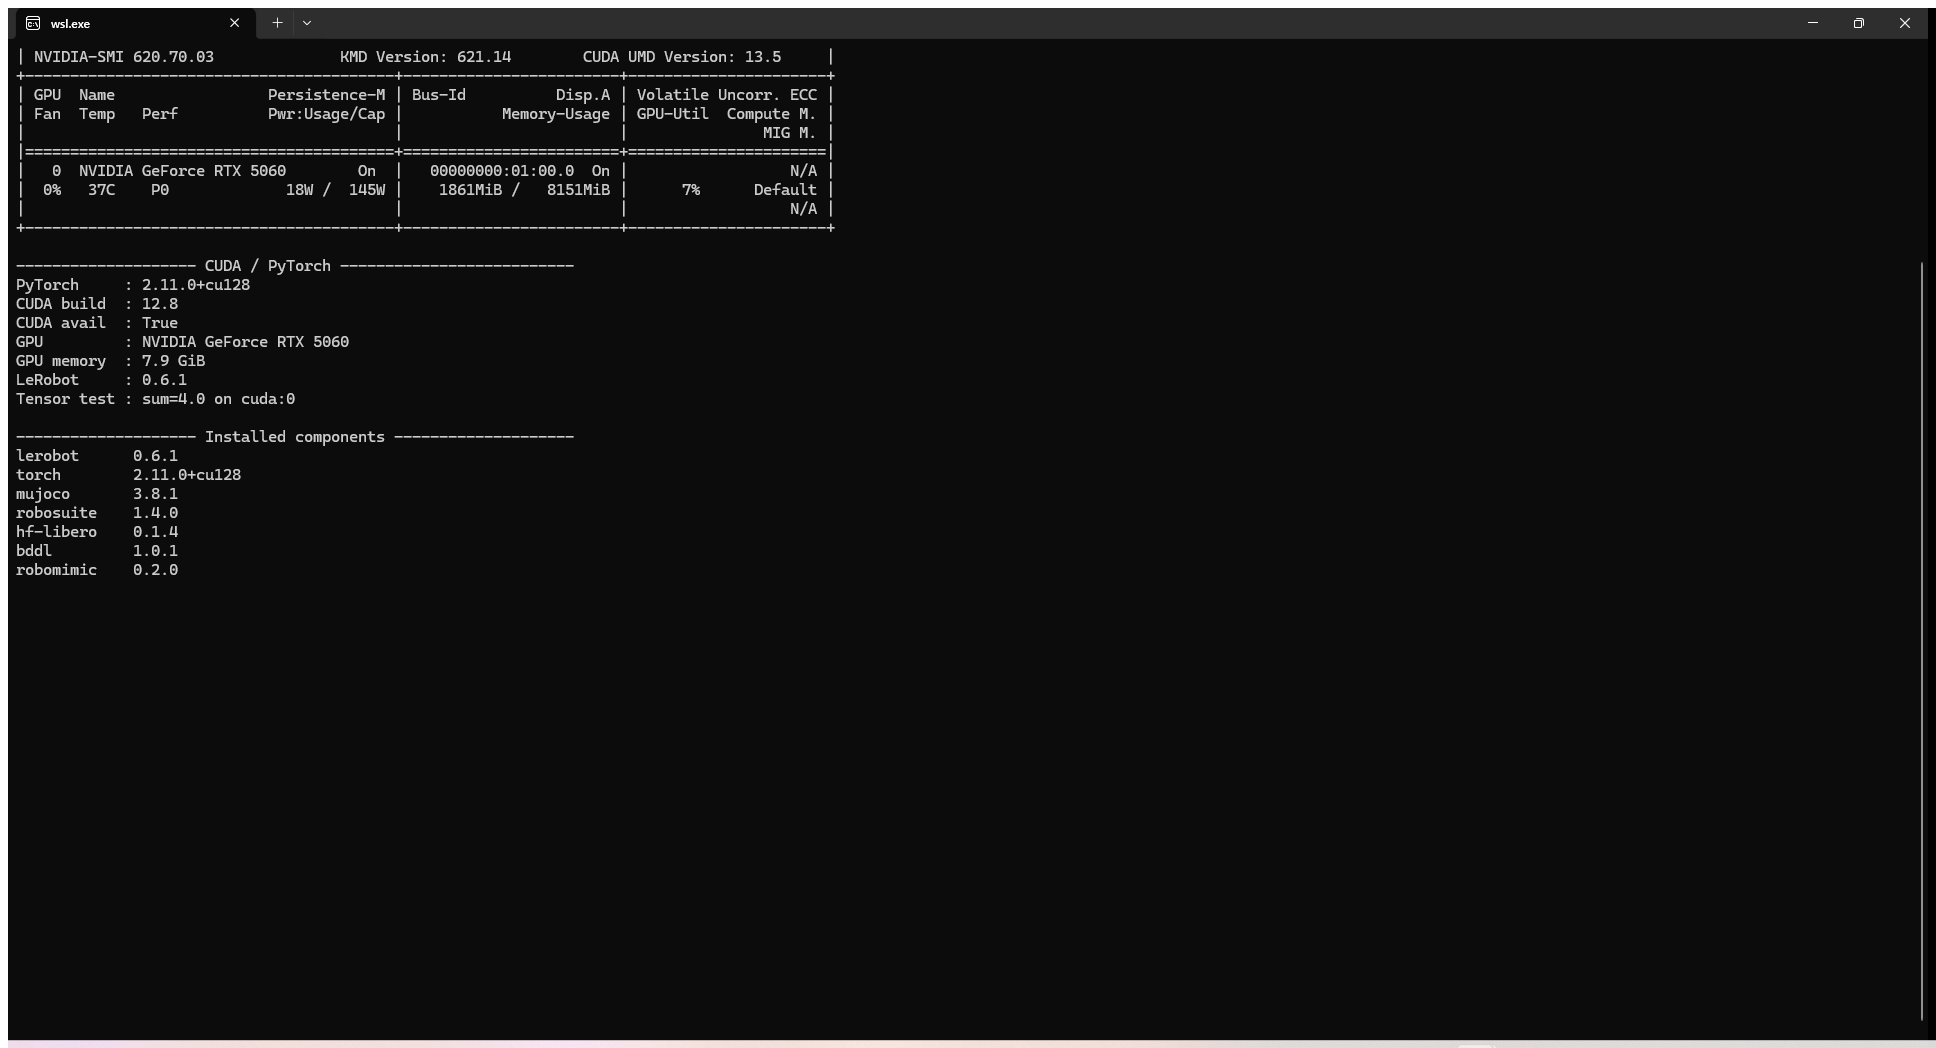 wsl.exe
| NVIDIA-SMI 620.70.03              KMD Version: 621.14        CUDA UMD Version: 13.5     |
+-----------------------------------------+------------------------+----------------------+
| GPU  Name                 Persistence-M | Bus-Id          Disp.A | Volatile Uncorr. ECC |
| Fan  Temp   Perf          Pwr:Usage/Cap |           Memory-Usage | GPU-Util  Compute M. |
|                                         |                        |               MIG M. |
|=========================================+========================+======================|
|   0  NVIDIA GeForce RTX 5060        On  |   00000000:01:00.0  On |                  N/A |
|  0%   37C    P0             18W /  145W |    1861MiB /   8151MiB |      7%      Default |
|                                         |                        |                  N/A |
+-----------------------------------------+------------------------+----------------------+
-------------------- CUDA / PyTorch --------------------------
PyTorch     : 2.11.0+cu128
CUDA build  : 12.8
CUDA avail  : True
GPU         : NVIDIA GeForce RTX 5060
GPU memory  : 7.9 GiB
LeRobot     : 0.6.1
Tensor test : sum=4.0 on cuda:0
-------------------- Installed components --------------------
lerobot      0.6.1
torch        2.11.0+cu128
mujoco       3.8.1
robosuite    1.4.0
hf-libero    0.1.4
bddl         1.0.1
robomimic    0.2.0